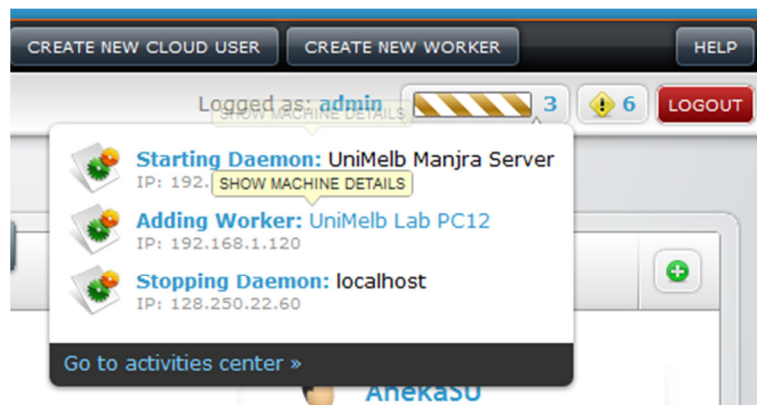 CREATE NEW CLOUD USER CREATE NEW WORKER HELP
Logged as: admin 3 6 LOGOUT
SHOW MACHINE DETAILS
Starting Daemon: UniMelb Manjra Server
IP: 192.
SHOW MACHINE DETAILS
Adding Worker: UniMelb Lab PC12
IP: 192.168.1.120
Stopping Daemon: localhost
IP: 128.250.22.60
Go to activities center »
AnekaSU